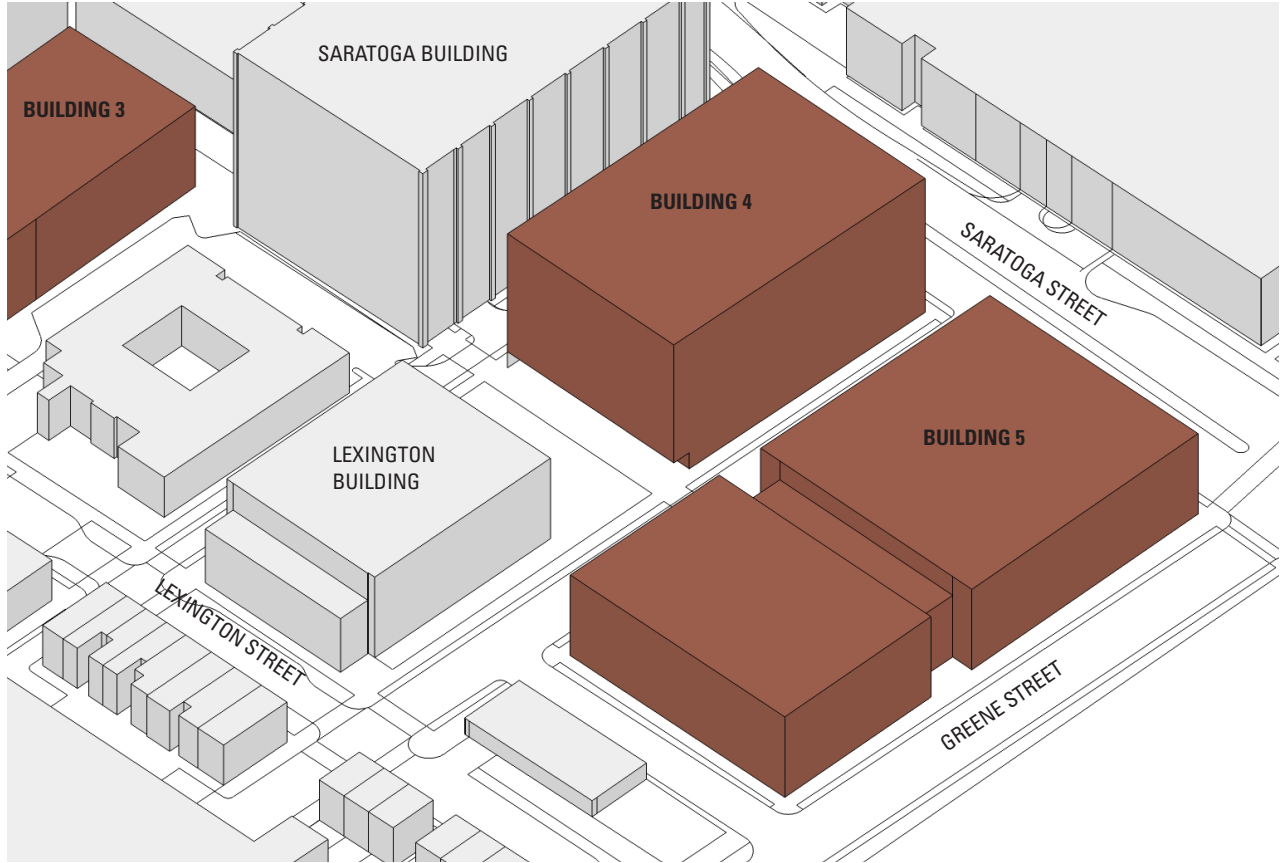 SARATOGA BUILDING
BUILDING 3
BUILDING 4
SARATOGA STREET
BUILDING 5
LEXINGTON
BUILDING
LEXINGTON STREET
GREENE STREET